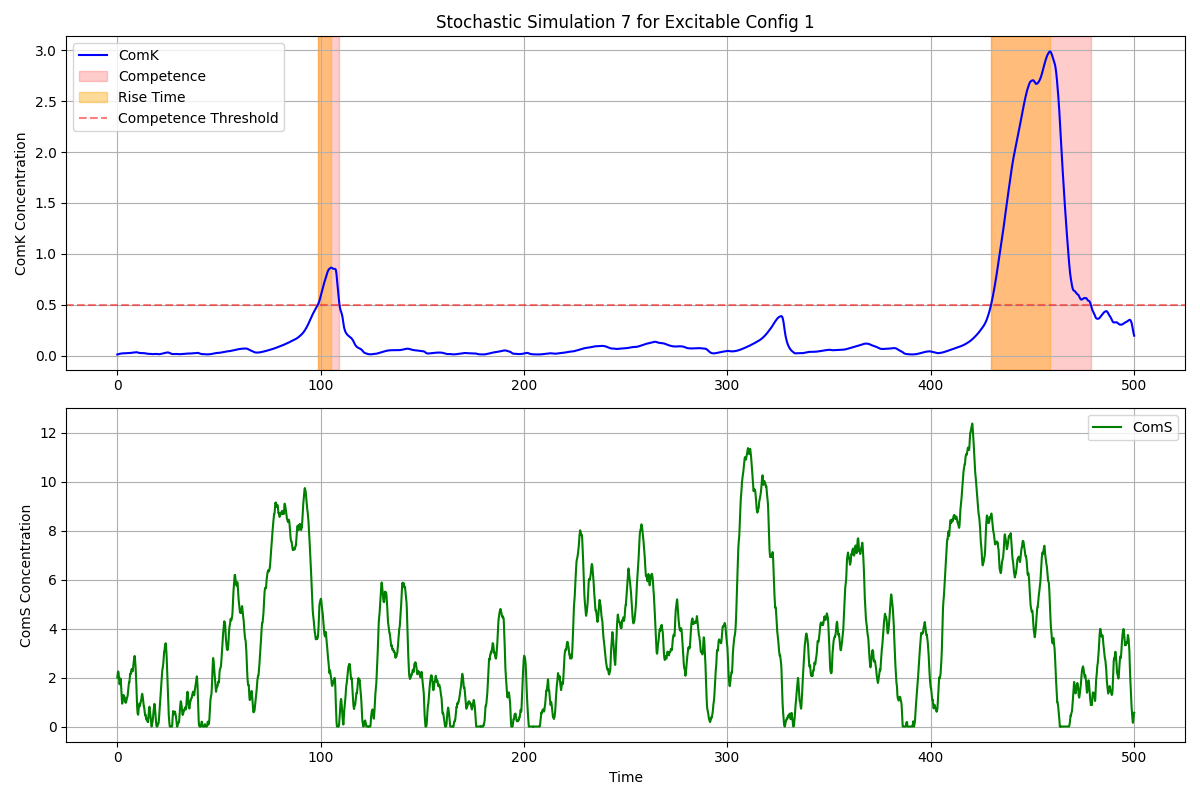 Stochastic Simulation 7 for Excitable Config 1
ComK Concentration
3.0
2.5
2.0
1.5
1.0
0.5
0.0
ComK
Competence
Rise Time
Competence Threshold
0 100 200 300 400 500
ComS Concentration
12
10
8
6
4
2
0
ComS
0 100 200 300 400 500
Time